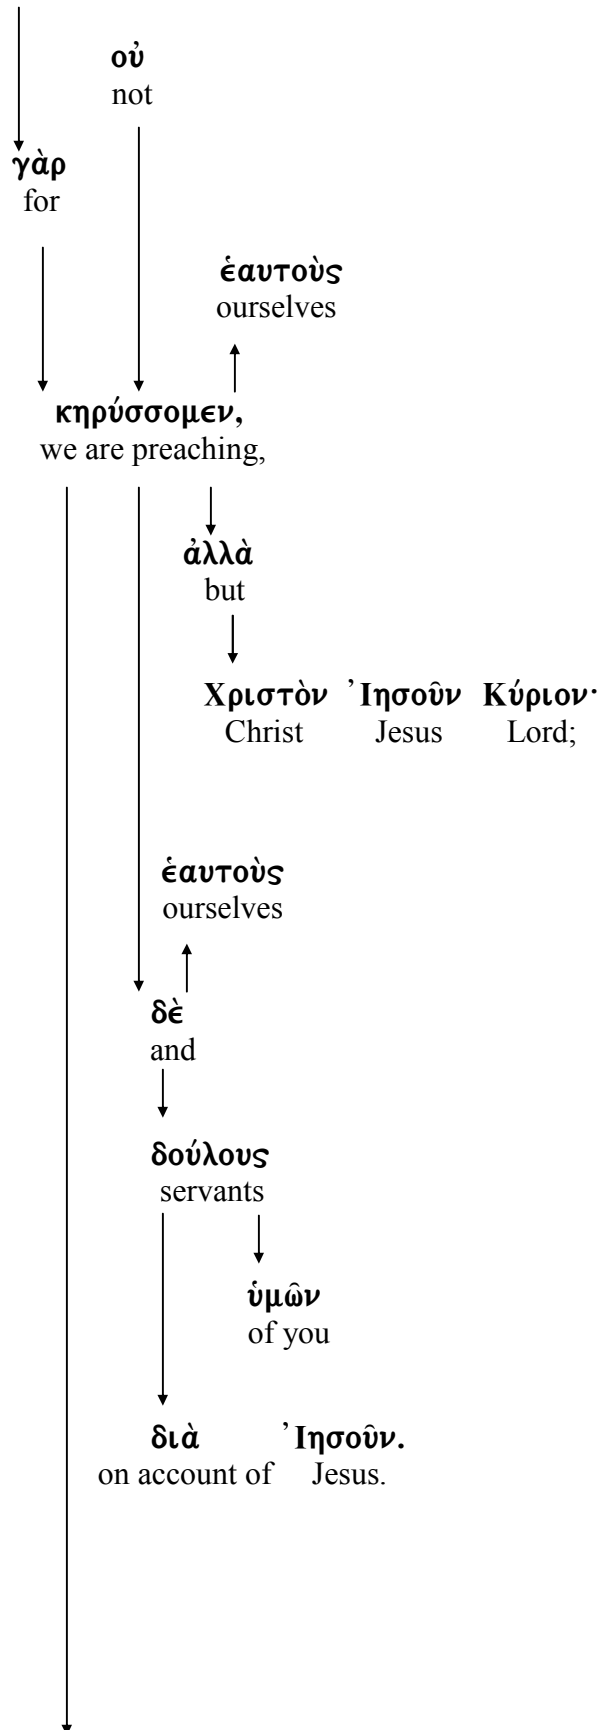 οὐ
not
γὰρ
for
ἑαυτοὺς
ourselves
κηρύσσομεν,
we are preaching,
ἀλλὰ
but
Χριστὸν Ἰησοῦν Κύριον·
Christ Jesus Lord;
ἑαυτοὺς
ourselves
δὲ
and
δούλους
servants
ὑμῶν
of you
διὰ Ἰησοῦν.
on account of Jesus.